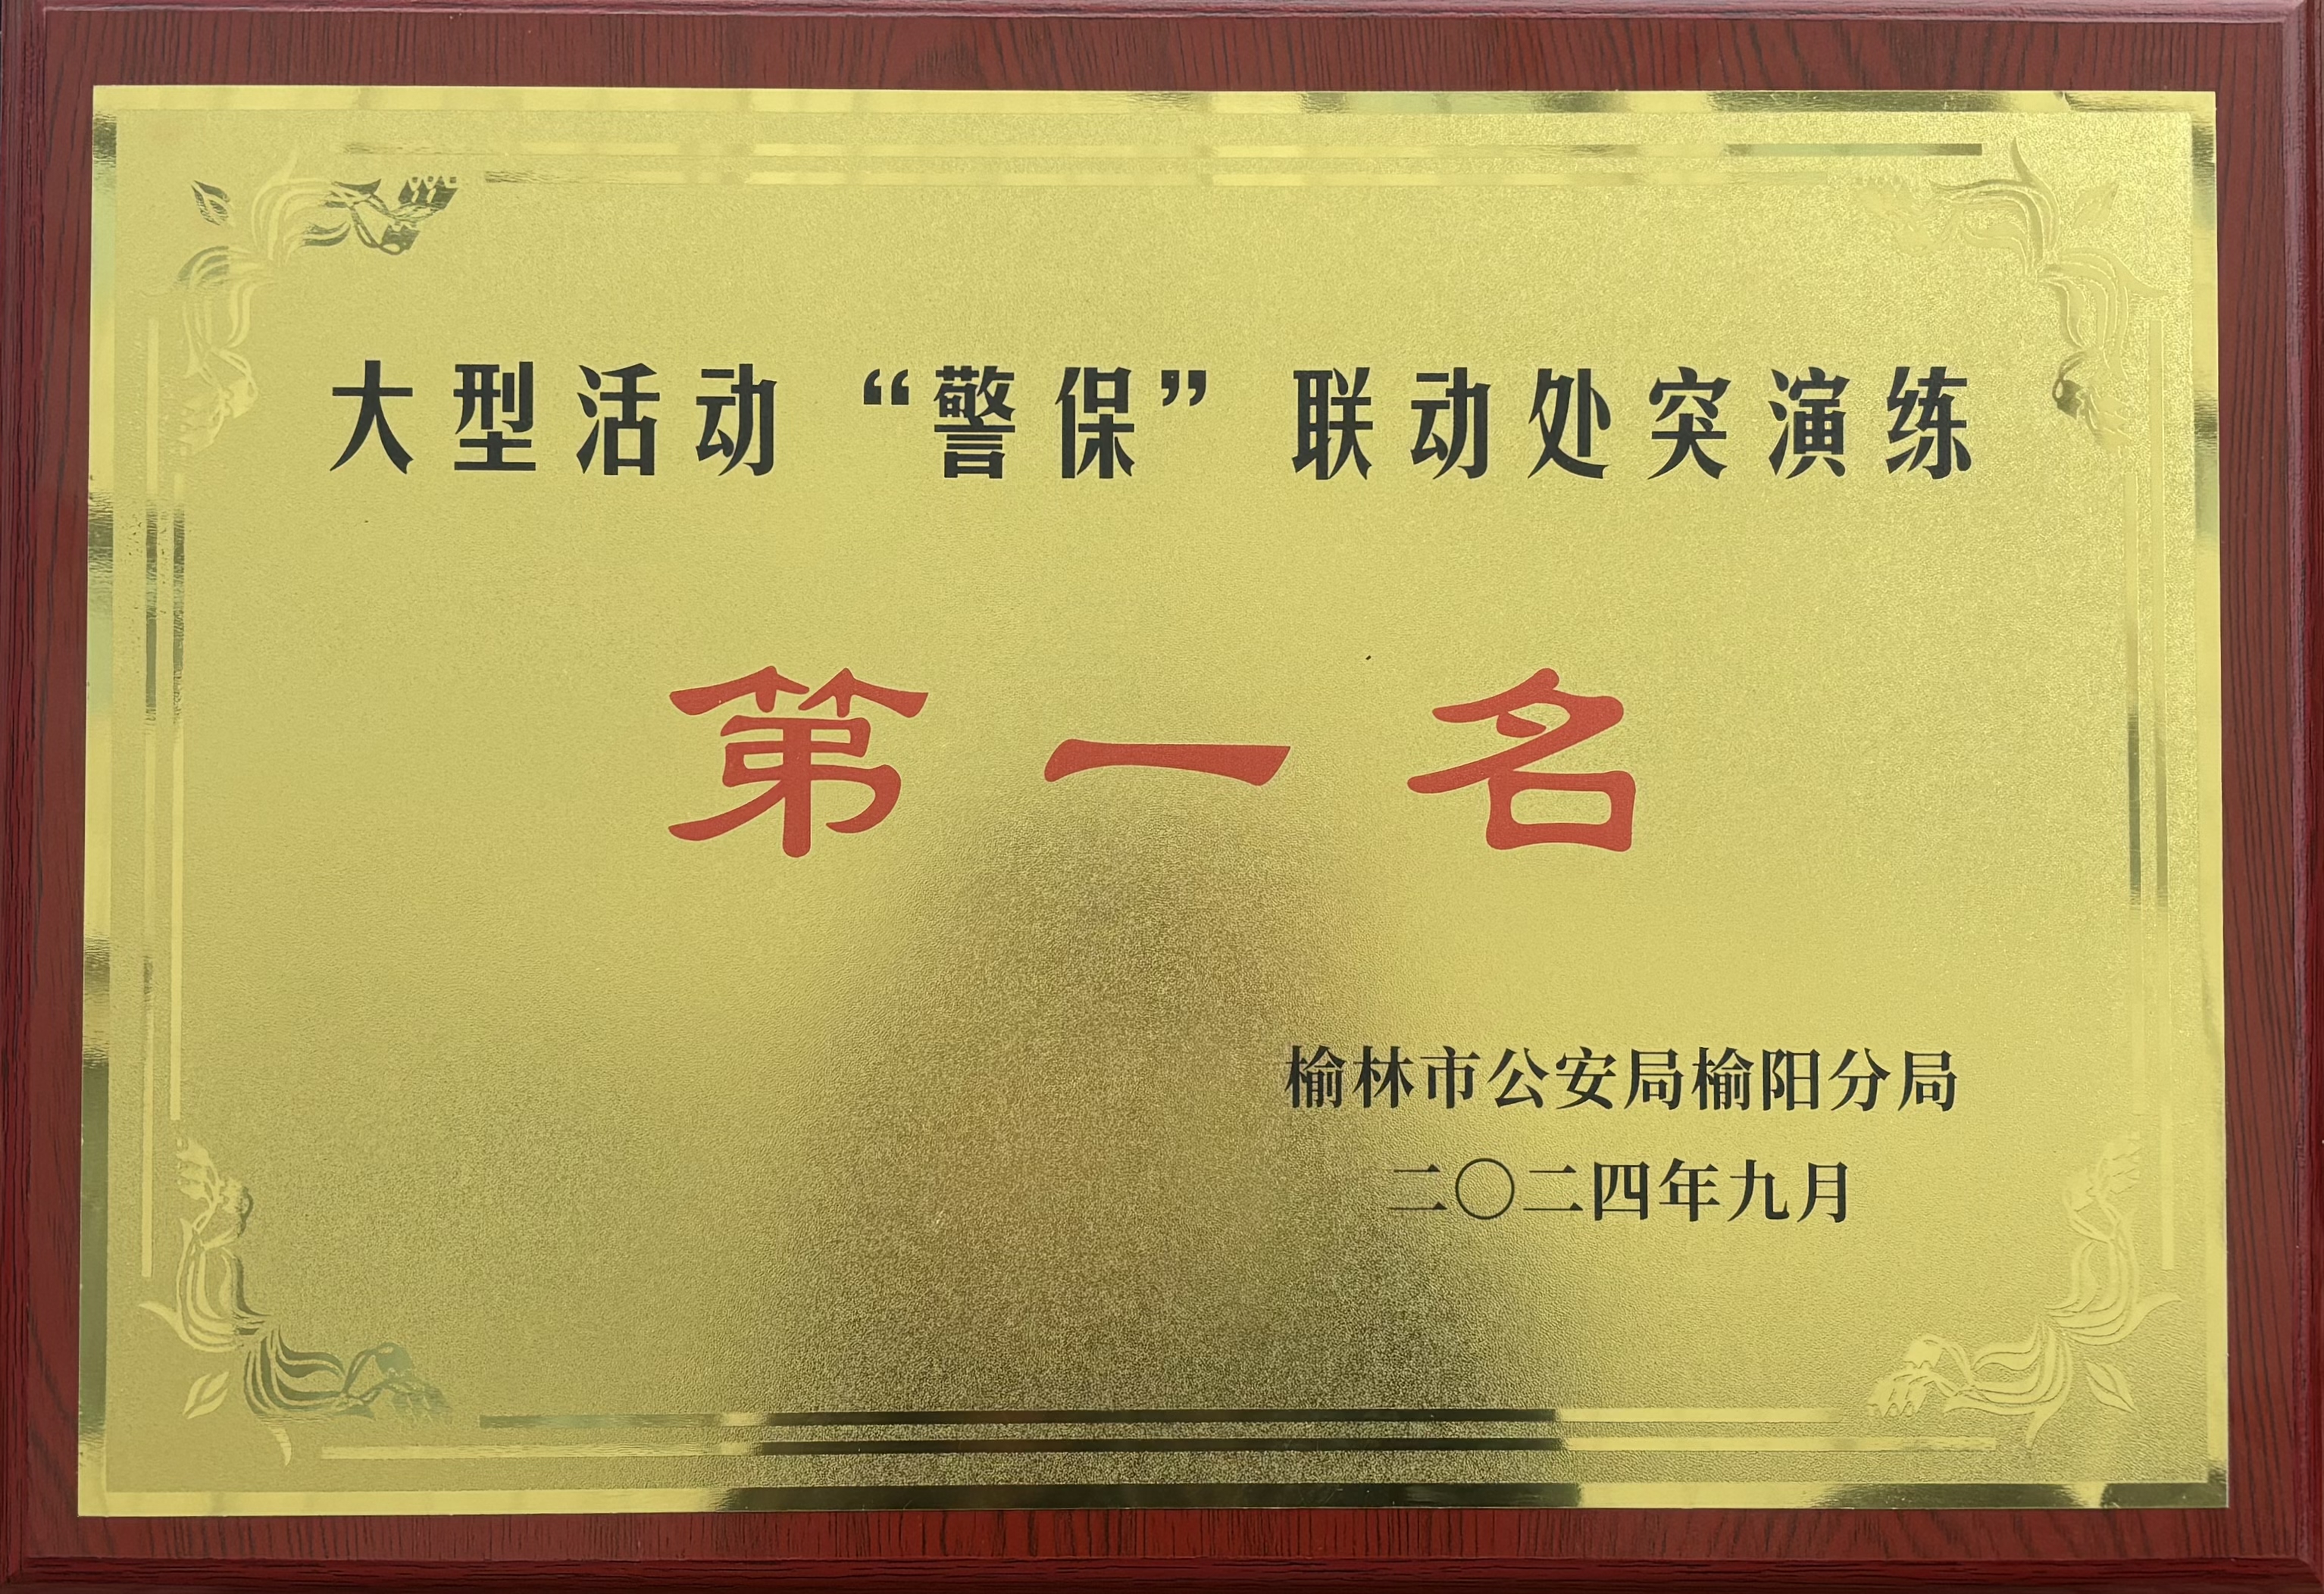 大型活动“警保”联动处突演练
第一名
榆林市公安局榆阳分局
二〇二四年九月